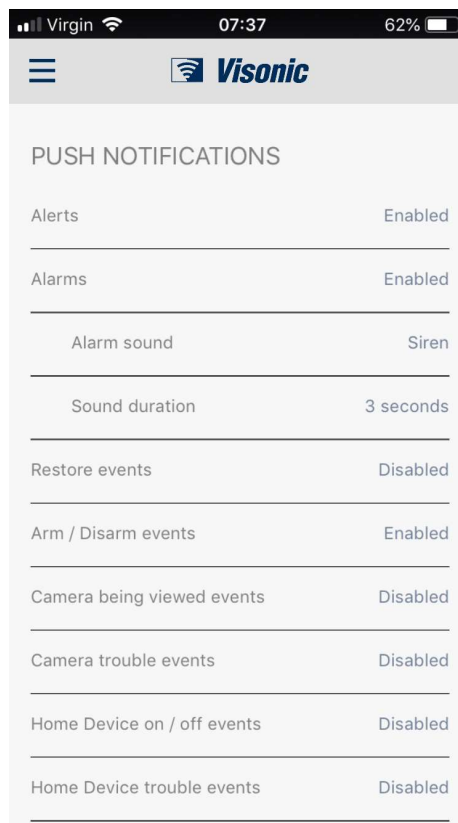 Virgin 07:37 62%
Visonic
PUSH NOTIFICATIONS
Alerts Enabled
Alarms Enabled
Alarm sound Siren
Sound duration 3 seconds
Restore events Disabled
Arm / Disarm events Enabled
Camera being viewed events Disabled
Camera trouble events Disabled
Home Device on / off events Disabled
Home Device trouble events Disabled